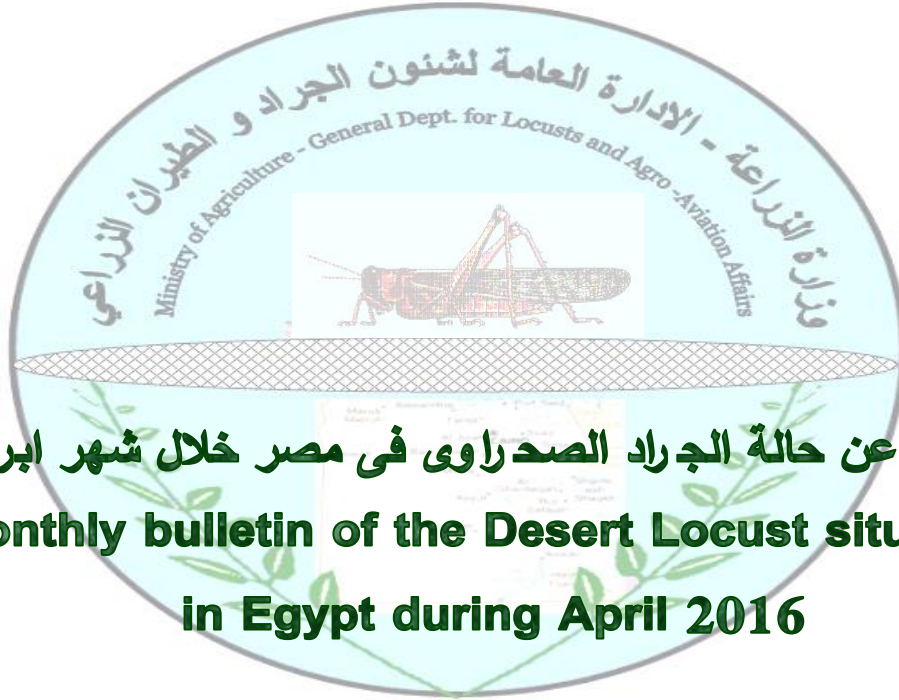 وزارة الزراعة - الادارة العامة لشئون الجراد و الطيران الزراعي
Ministry of Agriculture - General Dept. for Locusts and Agro -Aviation Affairs
عن حالة الجراد الصحراوى فى مصر خلال شهر ابر
onthly bulletin of the Desert Locust situ
in Egypt during April 2016